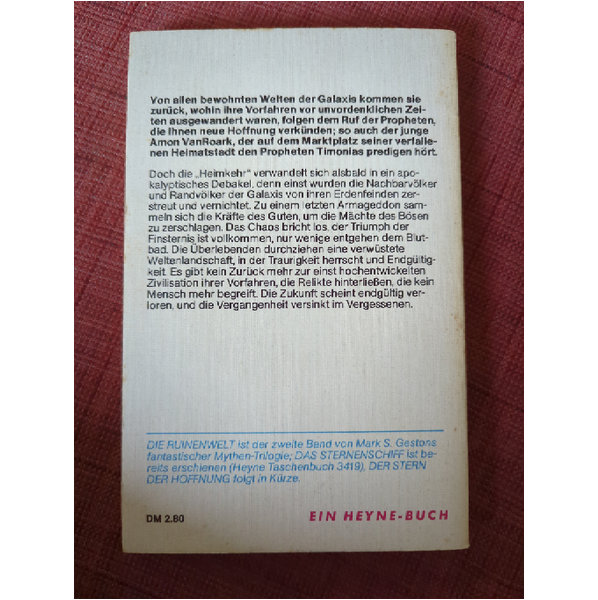 Von allen bewohnten Welten der Galaxis kommen sie
zurück, wohin ihre Vorfahren vor unvordenklichen Zei-
ten ausgewandert waren, folgen dem Ruf der Propheten,
die ihnen neue Hoffnung verkünden; so auch der junge
Amon VanRoark, der auf dem Marktplatz seiner verfalle-
nen Heimatstadt den Propheten Timonias predigen hört.
Doch die „Heimkehr" verwandelt sich alsbald in ein apo-
kalyptisches Debakel, denn einst wurden die Nachbarvölker
und Randvölker der Galaxis von ihren Erdenfeinden zer-
streut und vernichtet. Zu einem letzten Armageddon sam-
meln sich die Kräfte des Guten, um die Mächte des Bösen
zu zerschlagen. Das Chaos bricht los, der Triumph der
Finsternis ist vollkommen, nur wenige entgehen dem Blut-
bad. Die Überlebenden durchziehen eine verwüstete
Weltenlandschaft, in der Traurigkeit herrscht und Endgültig-
keit. Es gibt kein Zurück mehr zur einst hochentwickelten
Zivilisation ihrer Vorfahren, die Relikte hinterließen, die kein
Mensch mehr begreift. Die Zukunft scheint endgültig ver-
loren, und die Vergangenheit versinkt im Vergessenen.
DIE RUINENWELT ist der zweite Band von Mark S. Gestons
fantastischer Mythen-Trilogie; DAS STERNENSCHIFF ist be-
reits erschienen (Heyne Taschenbuch 3419), DER STERN
DER HOFFNUNG folgt in Kürze.
DM 2.80
EIN HEYNE-BUCH